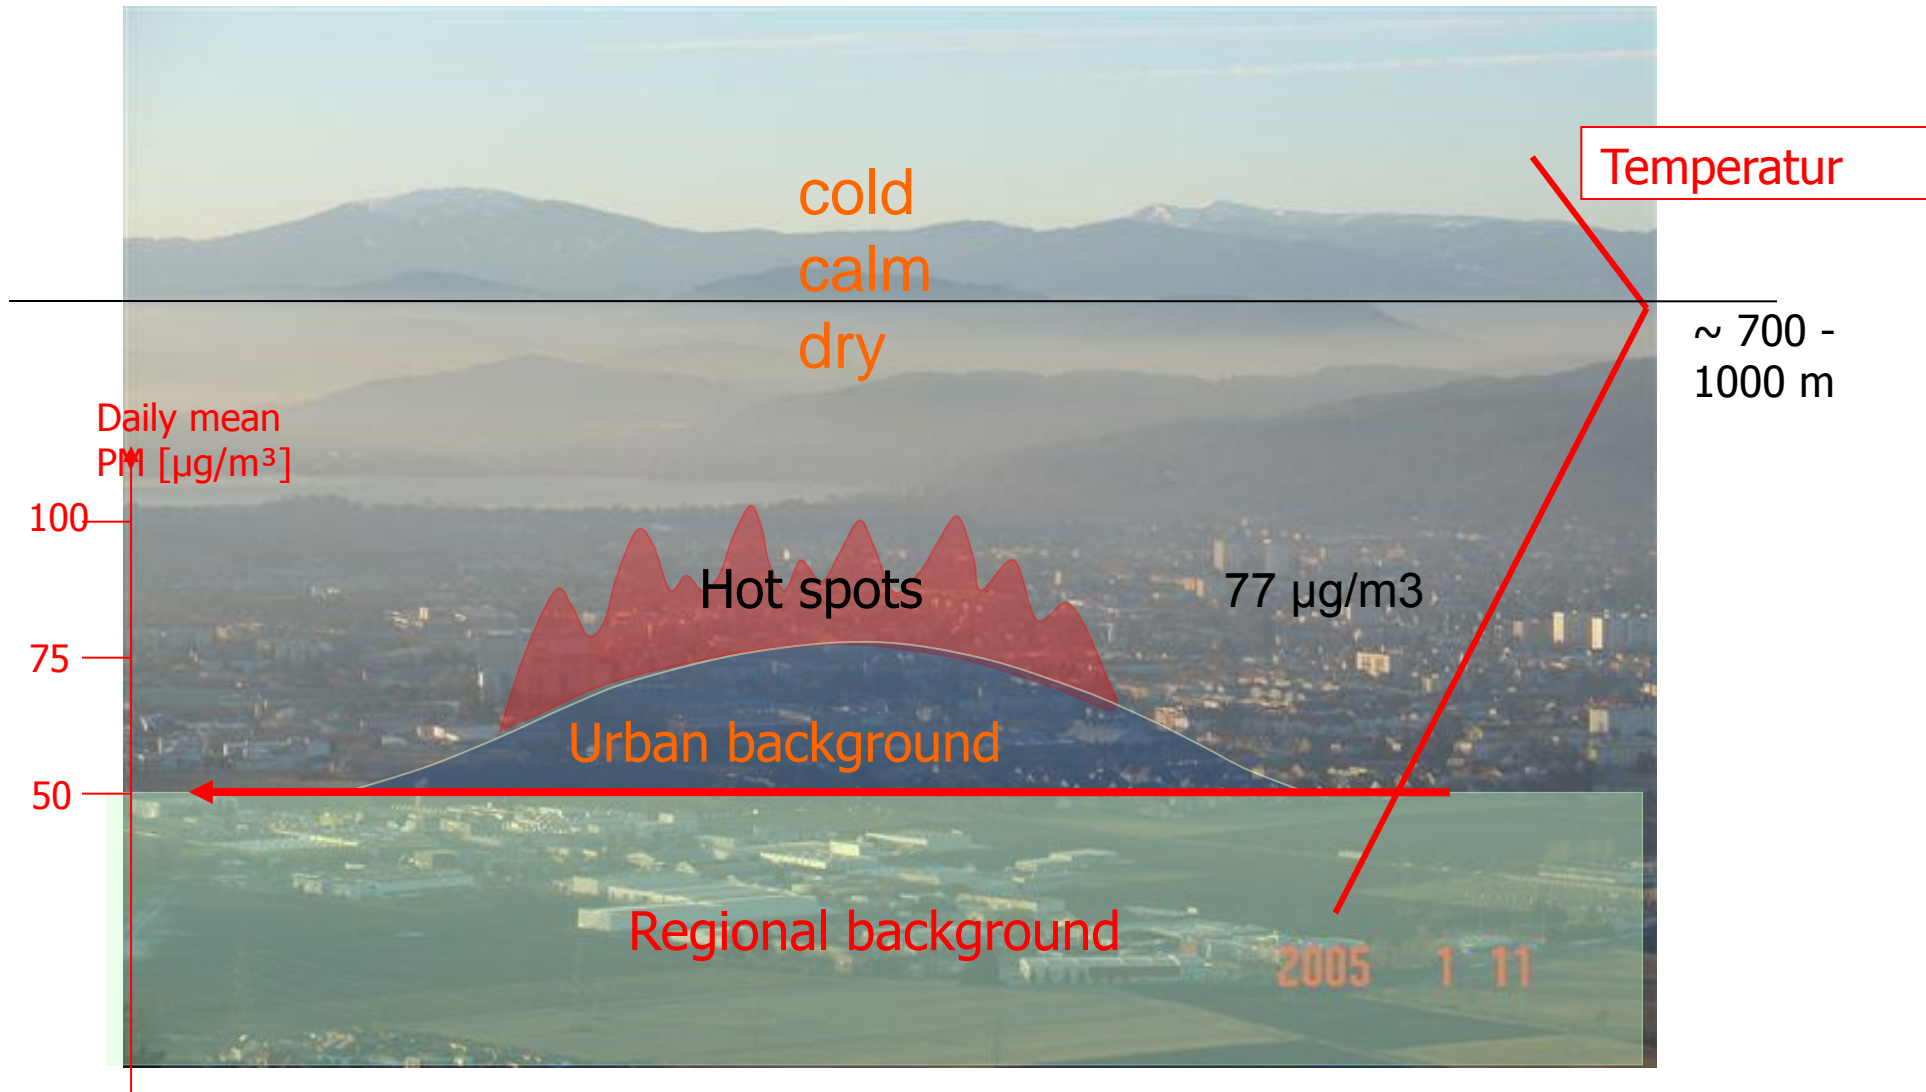 Temperatur
cold
calm
dry
~ 700 -
1000 m
Daily mean
PM [µg/m³]
100
Hot spots
77 µg/m3
75
Urban background
50
Regional background
2005 1 11